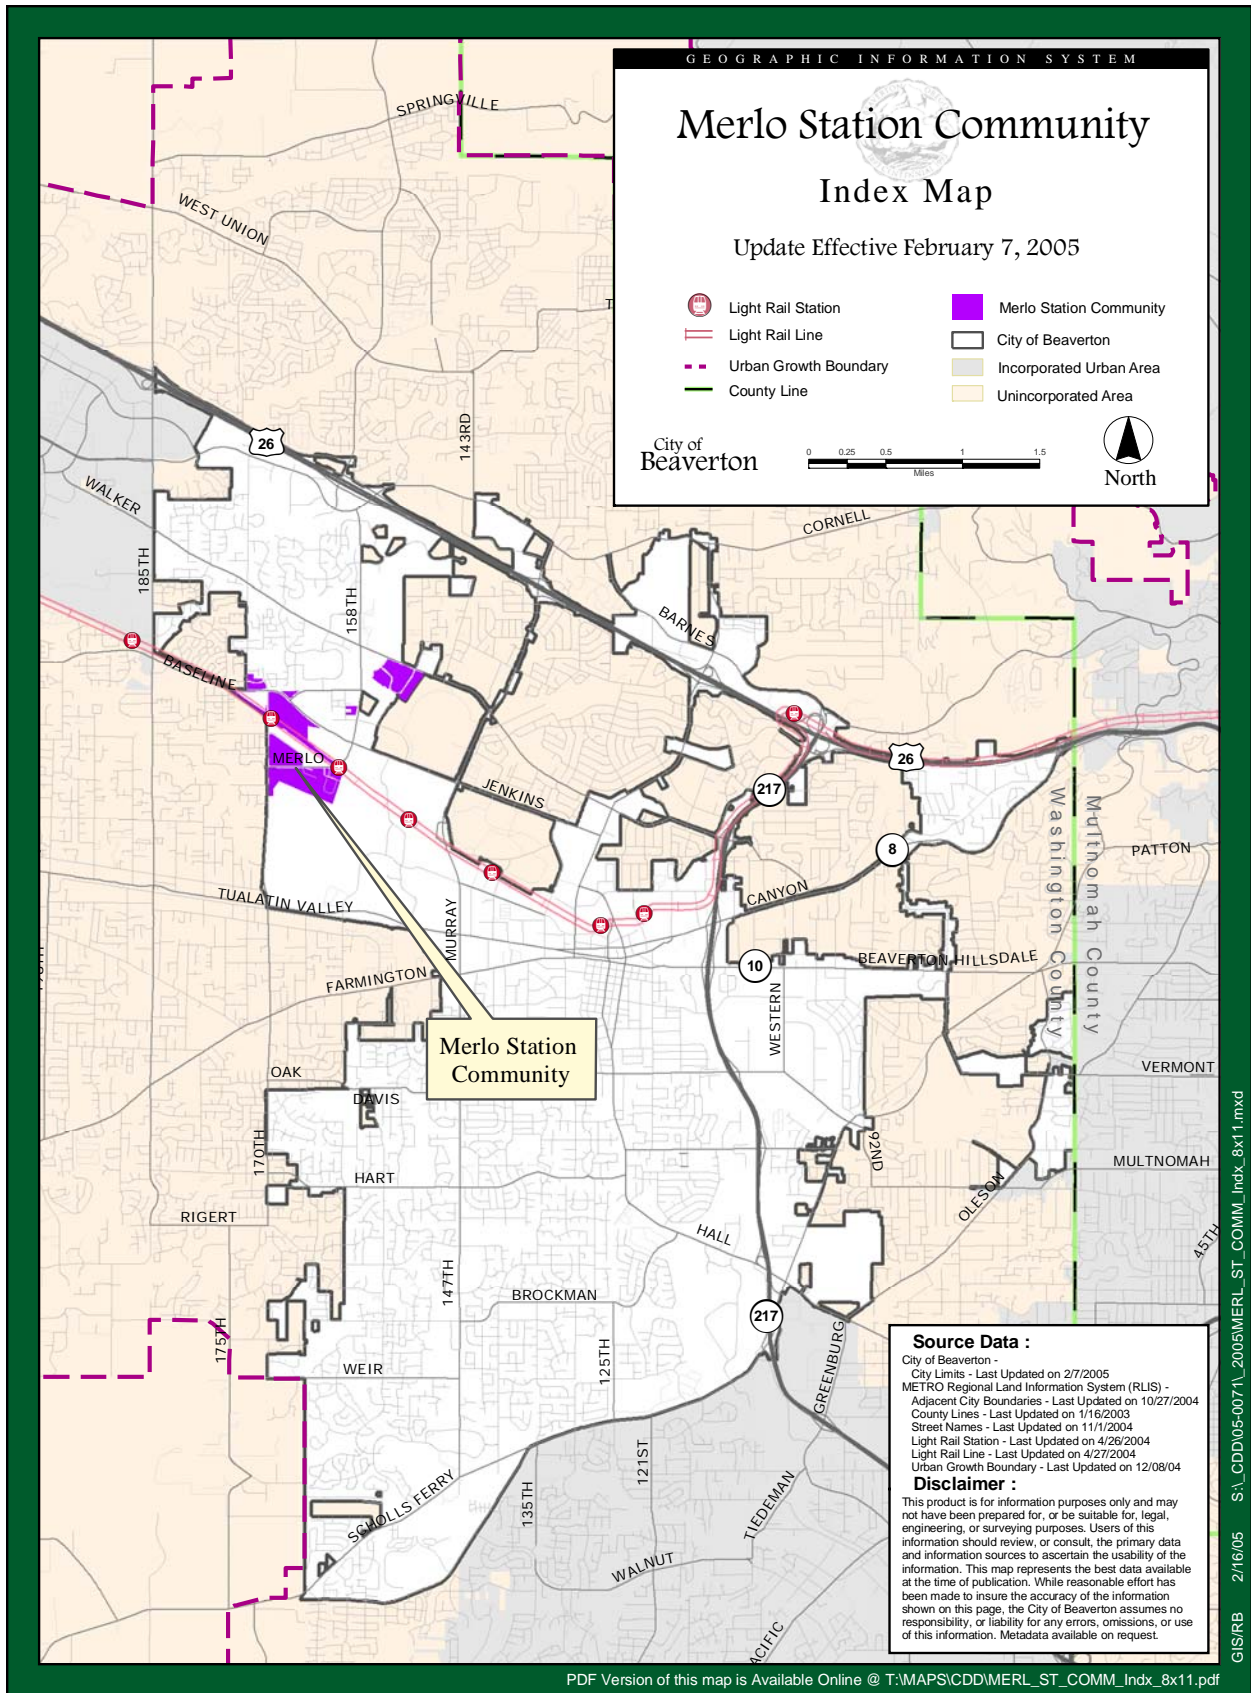 GEOGRAPHIC INFORMATION SYSTEM
Merlo Station Community
Index Map
Update Effective February 7, 2005
Light Rail Station
Light Rail Line
Urban Growth Boundary
County Line
Merlo Station Community
City of Beaverton
Incorporated Urban Area
Unincorporated Area
City of
Beaverton
0 0.25 0.5 1 1.5
Miles
North
SPRINGVILLE
WEST UNION
T
26
143RD
WALKER
CORNELL
185TH
158TH
BARNES
BASELINE
MERLO
JENKINS
217
26
8
Washington County
Multnomah County
PATTON
CANYON
TUALATIN VALLEY
MURRAY
FARMINGTON
10
BEAVERTON HILLSDALE
WESTERN
Merlo Station
Community
OAK
DAVIS
VERMONT
170TH
92ND
HART
MULTNOMAH
OLESON
RIGERT
HALL
45TH
147TH
BROCKMAN
217
175TH
125TH
GREENBURG
WEIR
121ST
SCHOLLS FERRY
135TH
TIEDEMAN
WALNUT
ACIFIC
Source Data :
City of Beaverton -
City Limits - Last Updated on 2/7/2005
METRO Regional Land Information System (RLIS) -
Adjacent City Boundaries - Last Updated on 10/27/2004
County Lines - Last Updated on 1/16/2003
Street Names - Last Updated on 11/1/2004
Light Rail Station - Last Updated on 4/26/2004
Light Rail Line - Last Updated on 4/27/2004
Urban Growth Boundary - Last Updated on 12/08/04
Disclaimer :
This product is for information purposes only and may
not have been prepared for, or be suitable for, legal,
engineering, or surveying purposes. Users of this
information should review, or consult, the primary data
and information sources to ascertain the usability of the
information. This map represents the best data available
at the time of publication. While reasonable effort has
been made to insure the accuracy of the information
shown on this page, the City of Beaverton assumes no
responsibility, or liability for any errors, omissions, or use
of this information. Metadata available on request.
GIS/RB 2/16/05 S:\_CDD\05-0071\_2005\MERL_ST_COMM_Indx_8x11.mxd
PDF Version of this map is Available Online @ T:\MAPS\CDD\MERL_ST_COMM_Indx_8x11.pdf